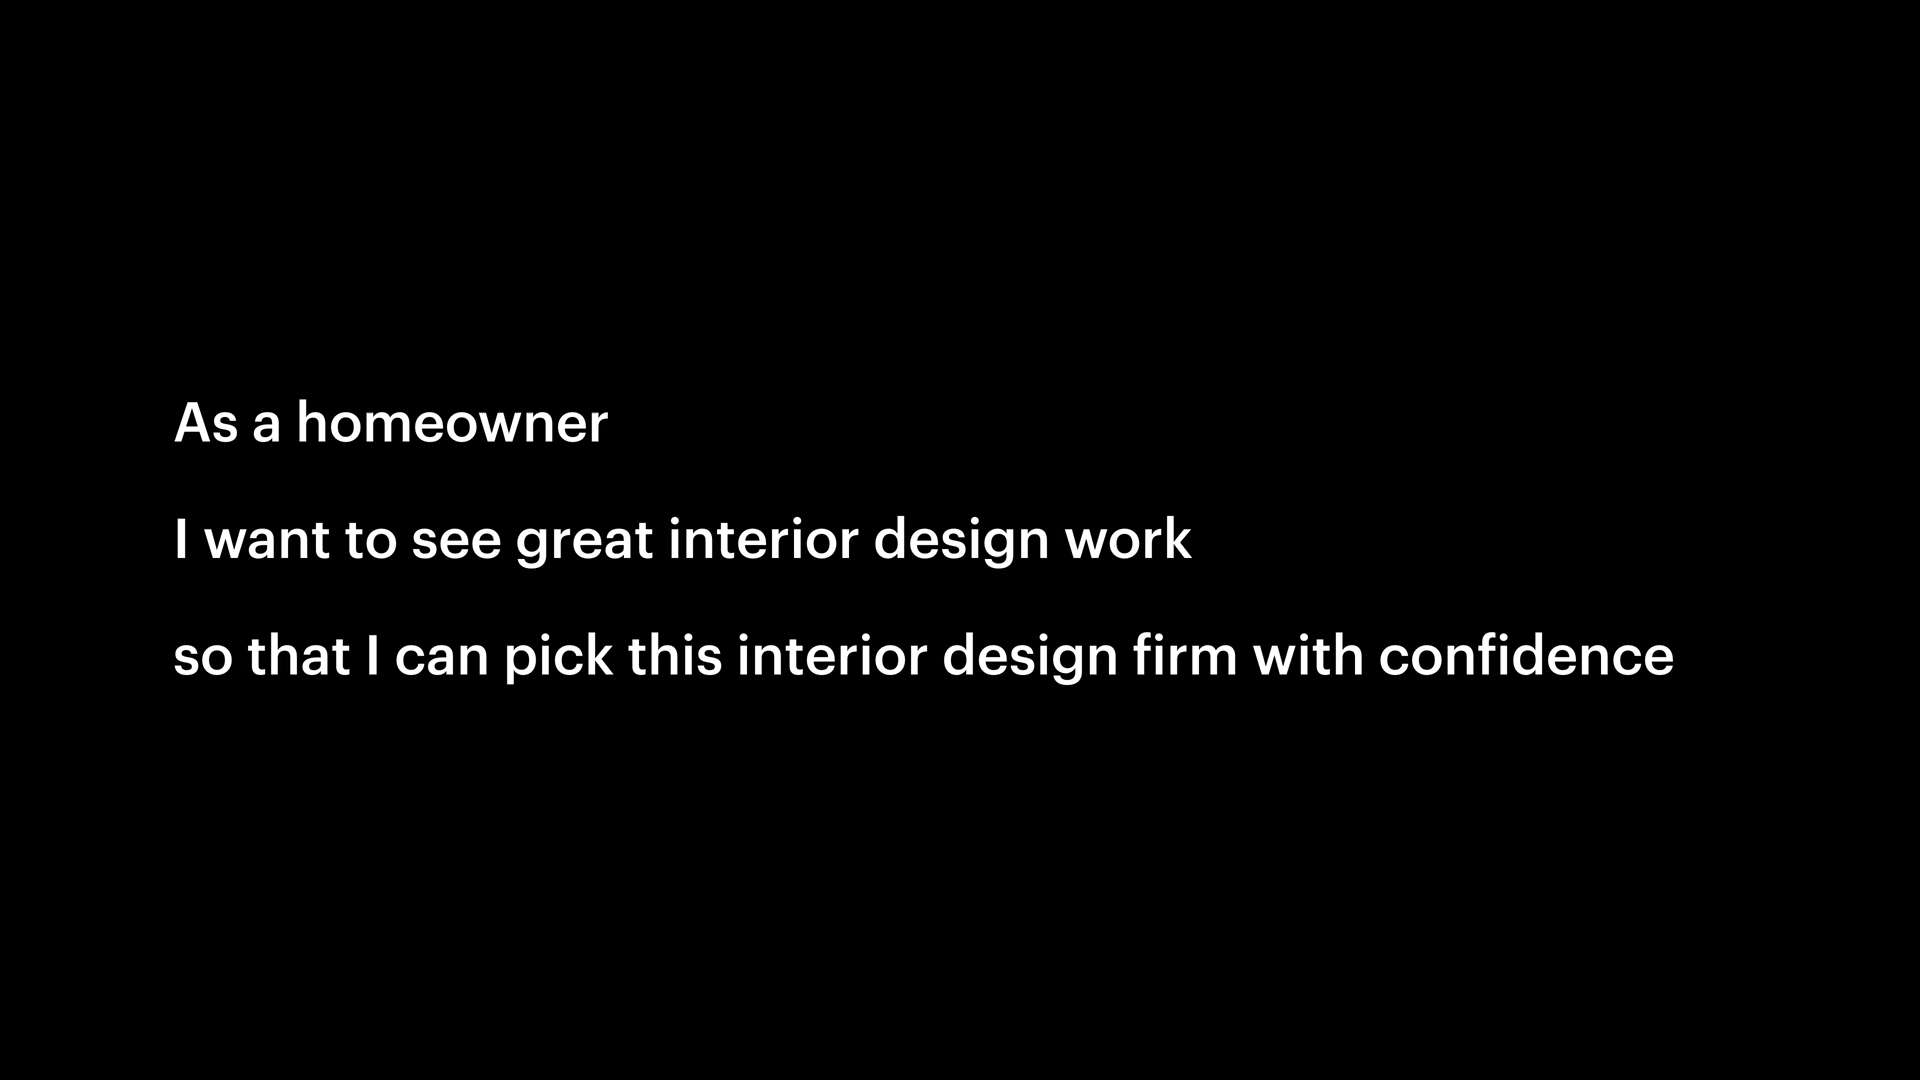 As a homeowner
I want to see great interior design work
so that I can pick this interior design firm with confidence